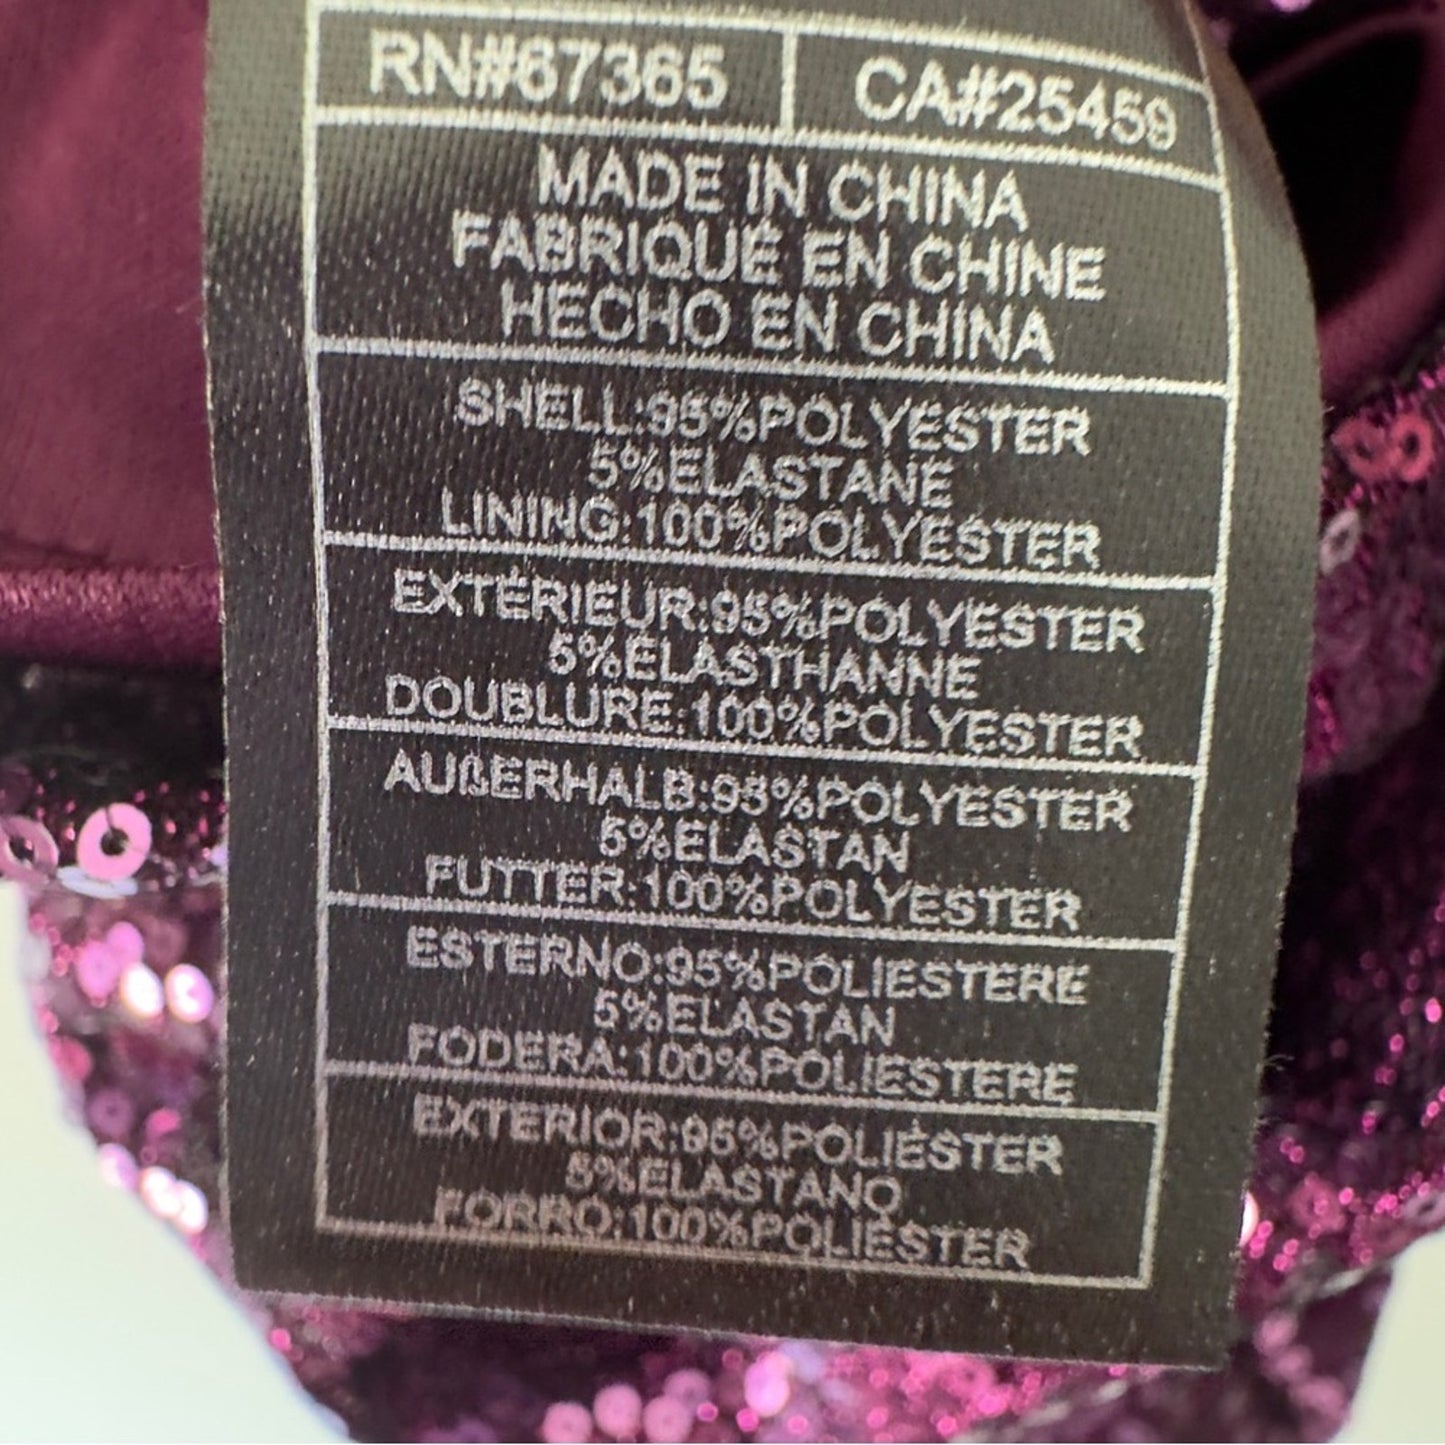 RN#67365 CA#25459
MADE IN CHINA
FABRIQUÉ EN CHINE
HECHO EN CHINA
SHELL:95%POLYESTER
5%ELASTANE
LINING:100%POLYESTER
EXTÉRIEUR:95%POLYESTER
5%ÉLASTHANNE
DOUBLURE:100%POLYESTER
AUßERHALB:95%POLYESTER
5%ELASTAN
FUTTER:100%POLYESTER
ESTERNO:95%POLIESTERE
5%ELASTAN
FODERA:100%POLIESTERE
EXTERIOR:95%POLIÉSTER
5%ELASTANO
FORRO:100%POLIÉSTER